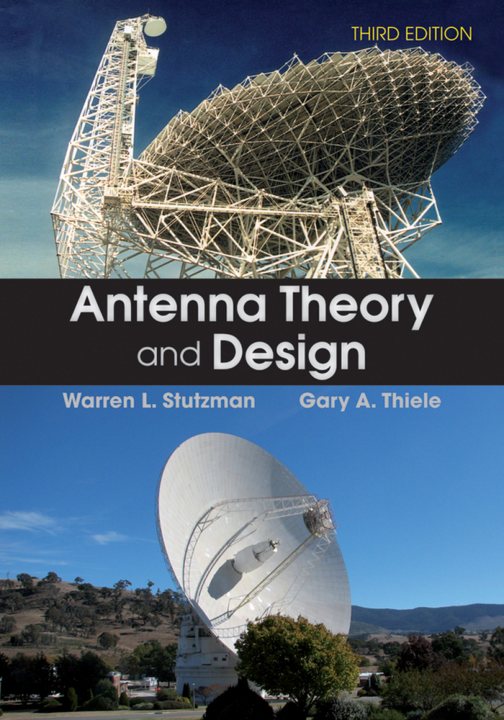 THIRD EDITION
Antenna Theory
and Design
Warren L. Stutzman Gary A. Thiele